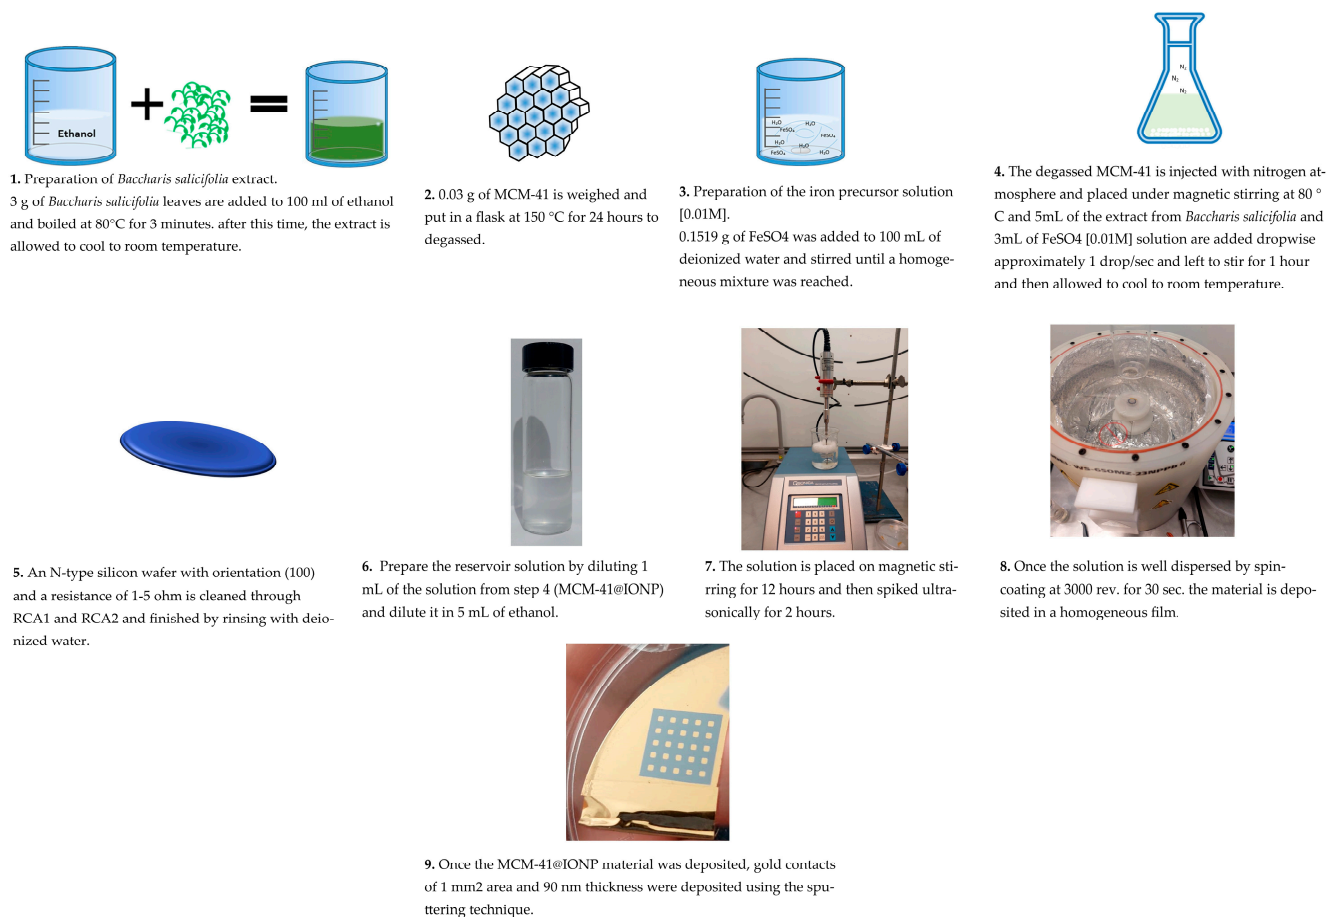 Ethanol
1. Preparation of Baccharis salicifolia extract.
3 g of Baccharis salicifolia leaves are added to 100 ml of ethanol
and boiled at 80°C for 3 minutes. after this time, the extract is
allowed to cool to room temperature.
2. 0.03 g of MCM-41 is weighed and
put in a flask at 150 °C for 24 hours to
degassed.
H₂O
H₂O
FeSO₄
FeSO₄
H₂O
H₂O
FeSO₄
H₂O
3. Preparation of the iron precursor solution
[0.01M].
0.1519 g of FeSO4 was added to 100 mL of
deionized water and stirred until a homoge-
neous mixture was reached.
N₂
N₂
N₂
4. The degassed MCM-41 is injected with nitrogen at-
mosphere and placed under magnetic stirring at 80 °
C and 5mL of the extract from Baccharis salicifolia and
3mL of FeSO4 [0.01M] solution are added dropwise
approximately 1 drop/sec and left to stir for 1 hour
and then allowed to cool to room temperature.
5. An N-type silicon wafer with orientation (100)
and a resistance of 1-5 ohm is cleaned through
RCA1 and RCA2 and finished by rinsing with deio-
nized water.
6. Prepare the reservoir solution by diluting 1
mL of the solution from step 4 (MCM-41@IONP)
and dilute it in 5 mL of ethanol.
7. The solution is placed on magnetic sti-
rring for 12 hours and then spiked ultra-
sonically for 2 hours.
8. Once the solution is well dispersed by spin-
coating at 3000 rev. for 30 sec. the material is depo-
sited in a homogeneous film.
9. Once the MCM-41@IONP material was deposited, gold contacts
of 1 mm2 area and 90 nm thickness were deposited using the spu-
ttering technique.